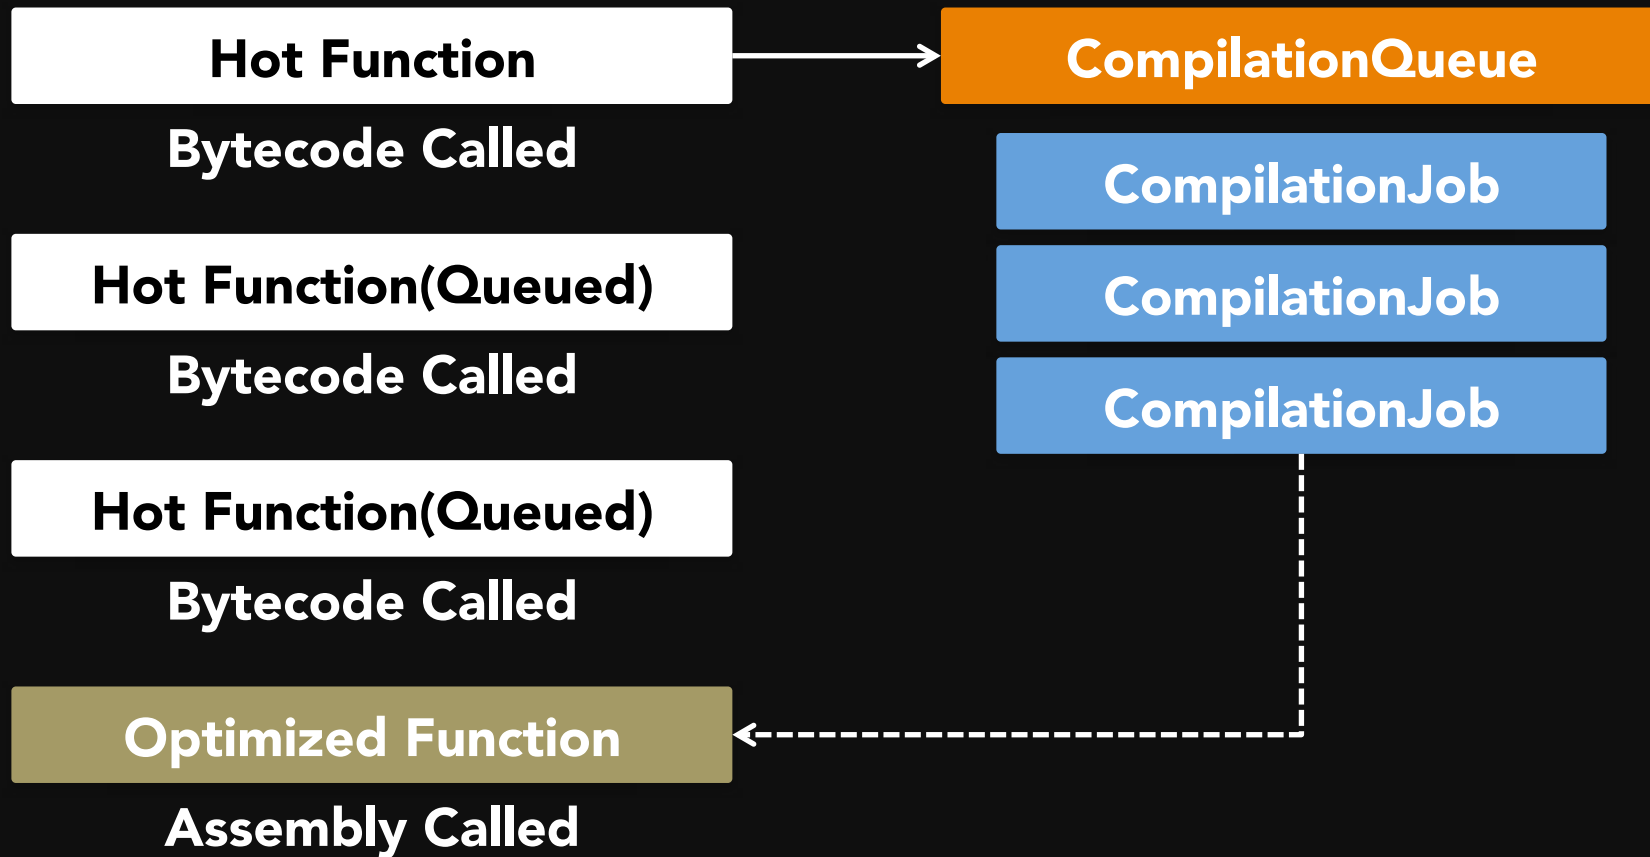 Hot Function
Bytecode Called
Hot Function(Queued)
Bytecode Called
Hot Function(Queued)
Bytecode Called
Optimized Function
Assembly Called
CompilationQueue
CompilationJob
CompilationJob
CompilationJob